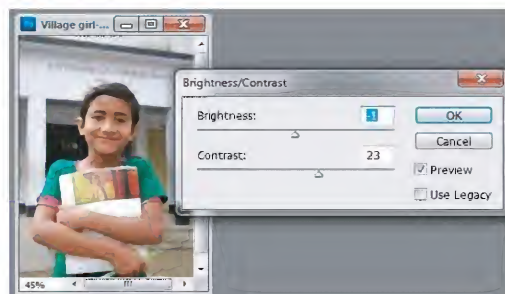 Village girl-...
Brightness/Contrast
Brightness: -1
OK
Cancel
Contrast: 23
Preview
Use Legacy
45%